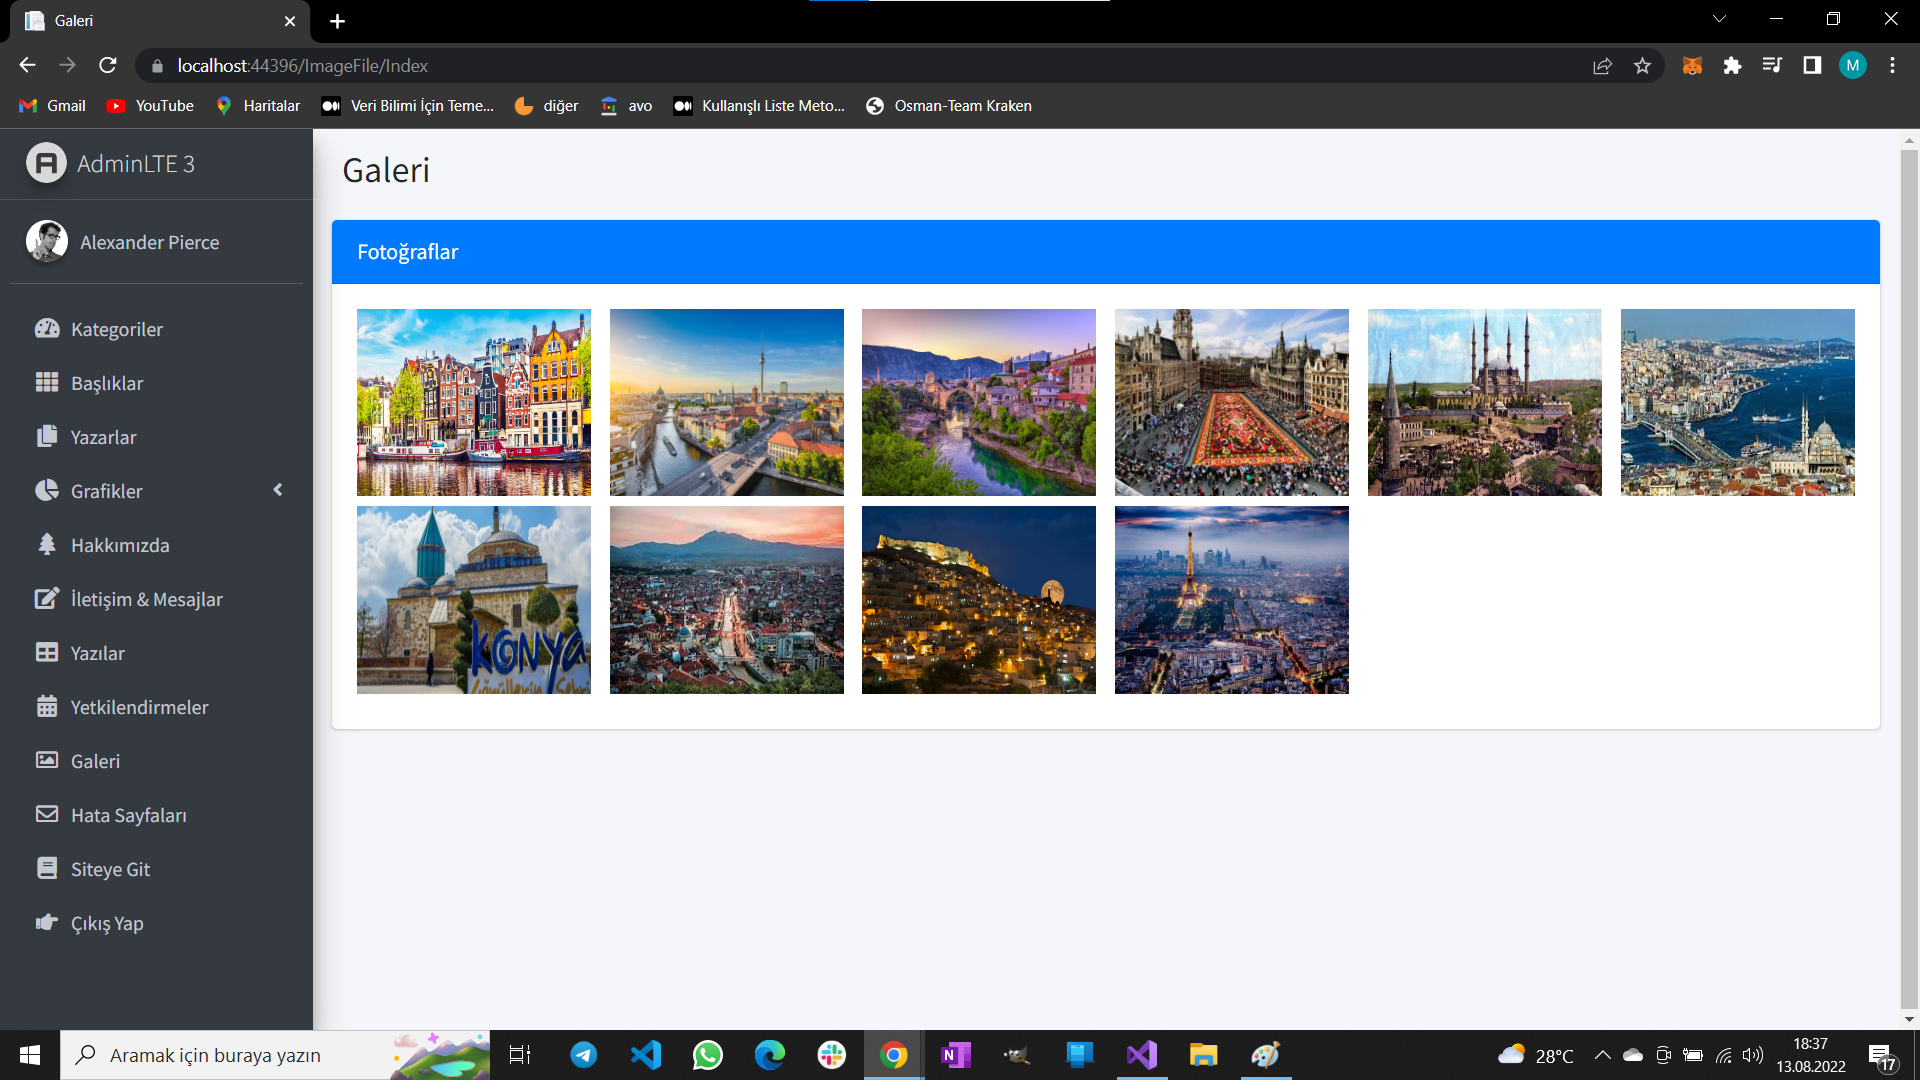 Galeri
localhost:44396/ImageFile/Index
M
Gmail
YouTube
Haritalar
Veri Bilimi İçin Teme...
diğer
avo
Kullanışlı Liste Meto...
Osman-Team Kraken
AdminLTE 3
Alexander Pierce
Kategoriler
Başlıklar
Yazarlar
Grafikler
Hakkımızda
İletişim & Mesajlar
Yazılar
Yetkilendirmeler
Galeri
Hata Sayfaları
Siteye Git
Çıkış Yap
Galeri
Fotoğraflar
KONYA
Aramak için buraya yazın
N
28°C
18:37
13.08.2022
17